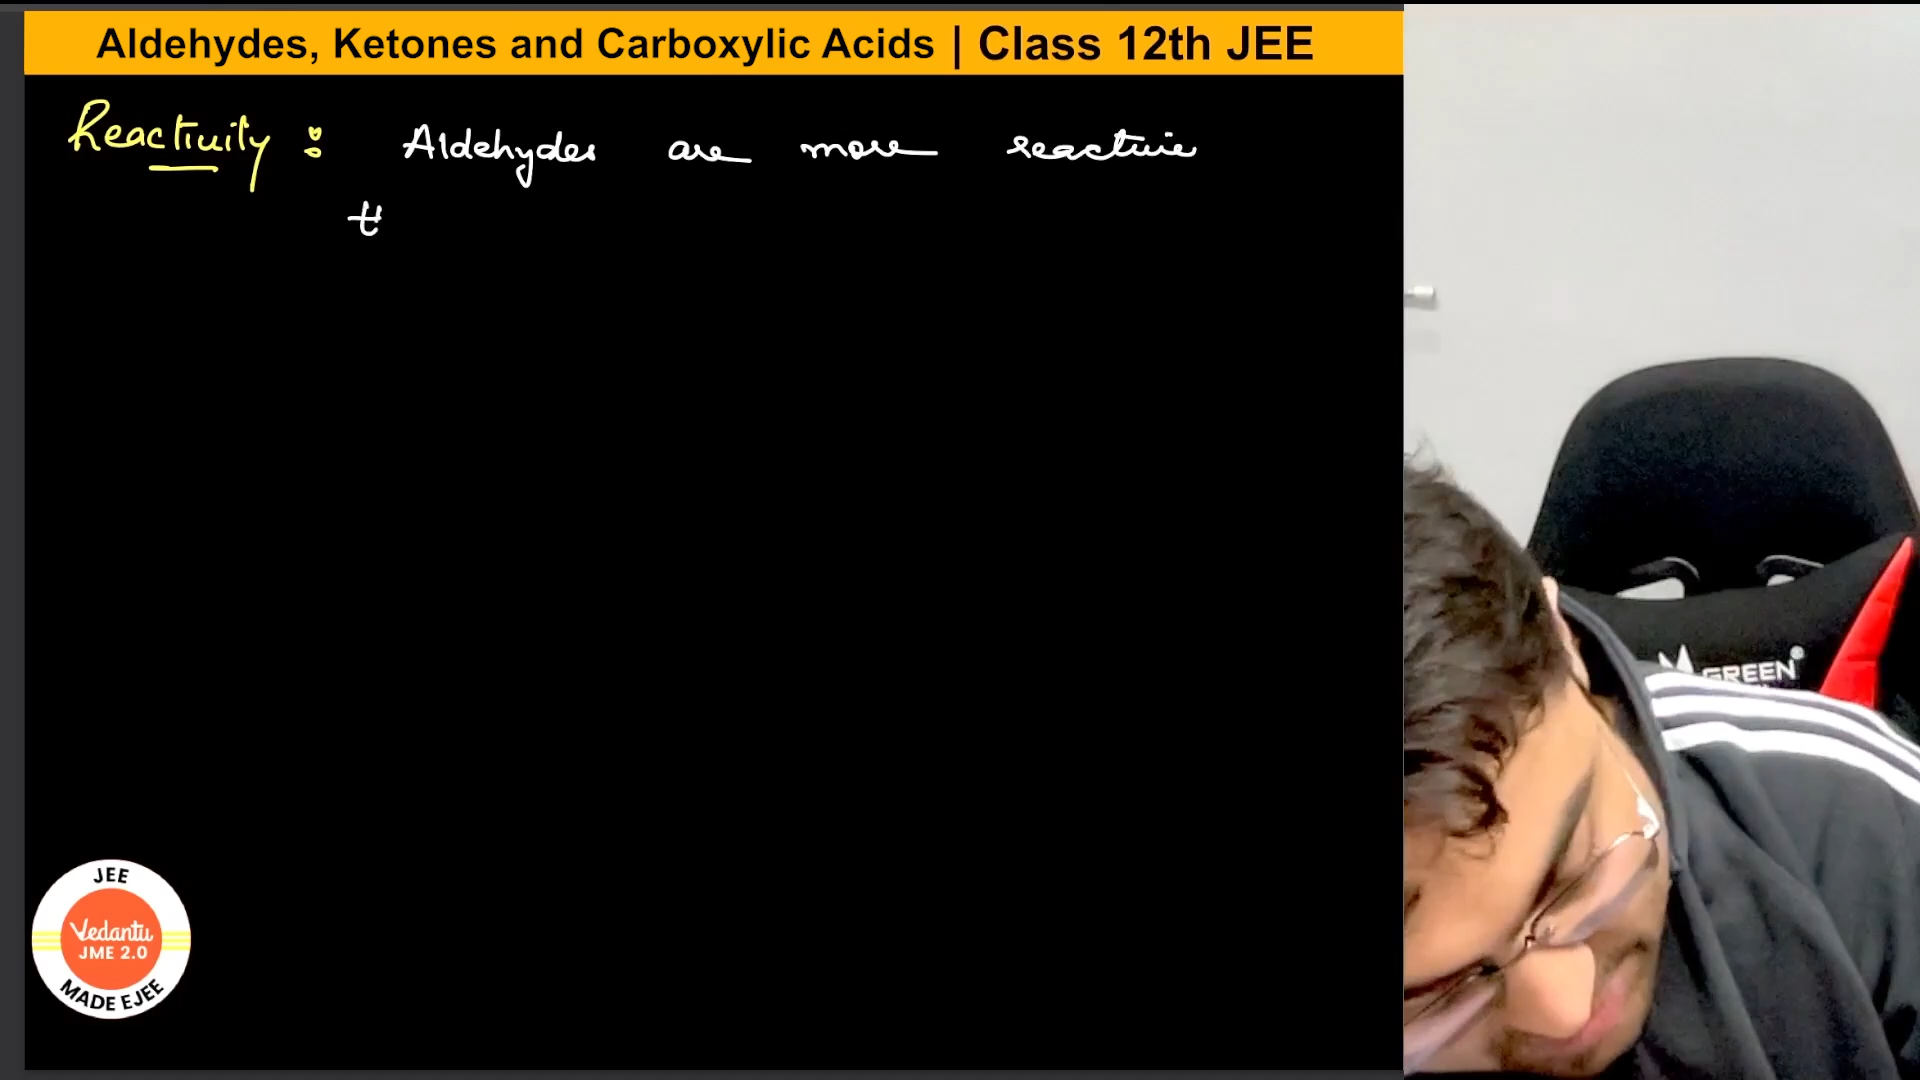 Aldehydes, Ketones and Carboxylic Acids | Class 12th JEE
Reactivity : Aldehydes are more reactive
t
JEE
Vedantu
JME 2.0
MADE EJEE
GREEN